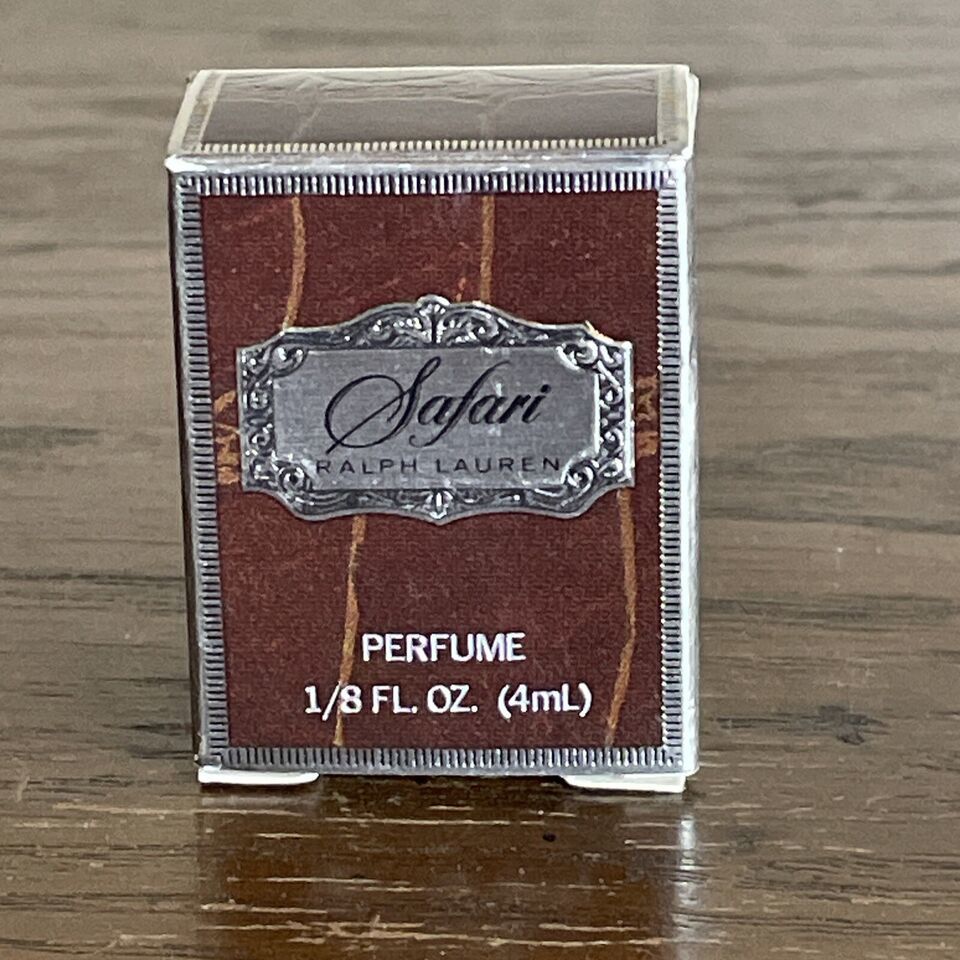 Safari
RALPH LAUREN
PERFUME
1/8 FL. OZ. (4mL)